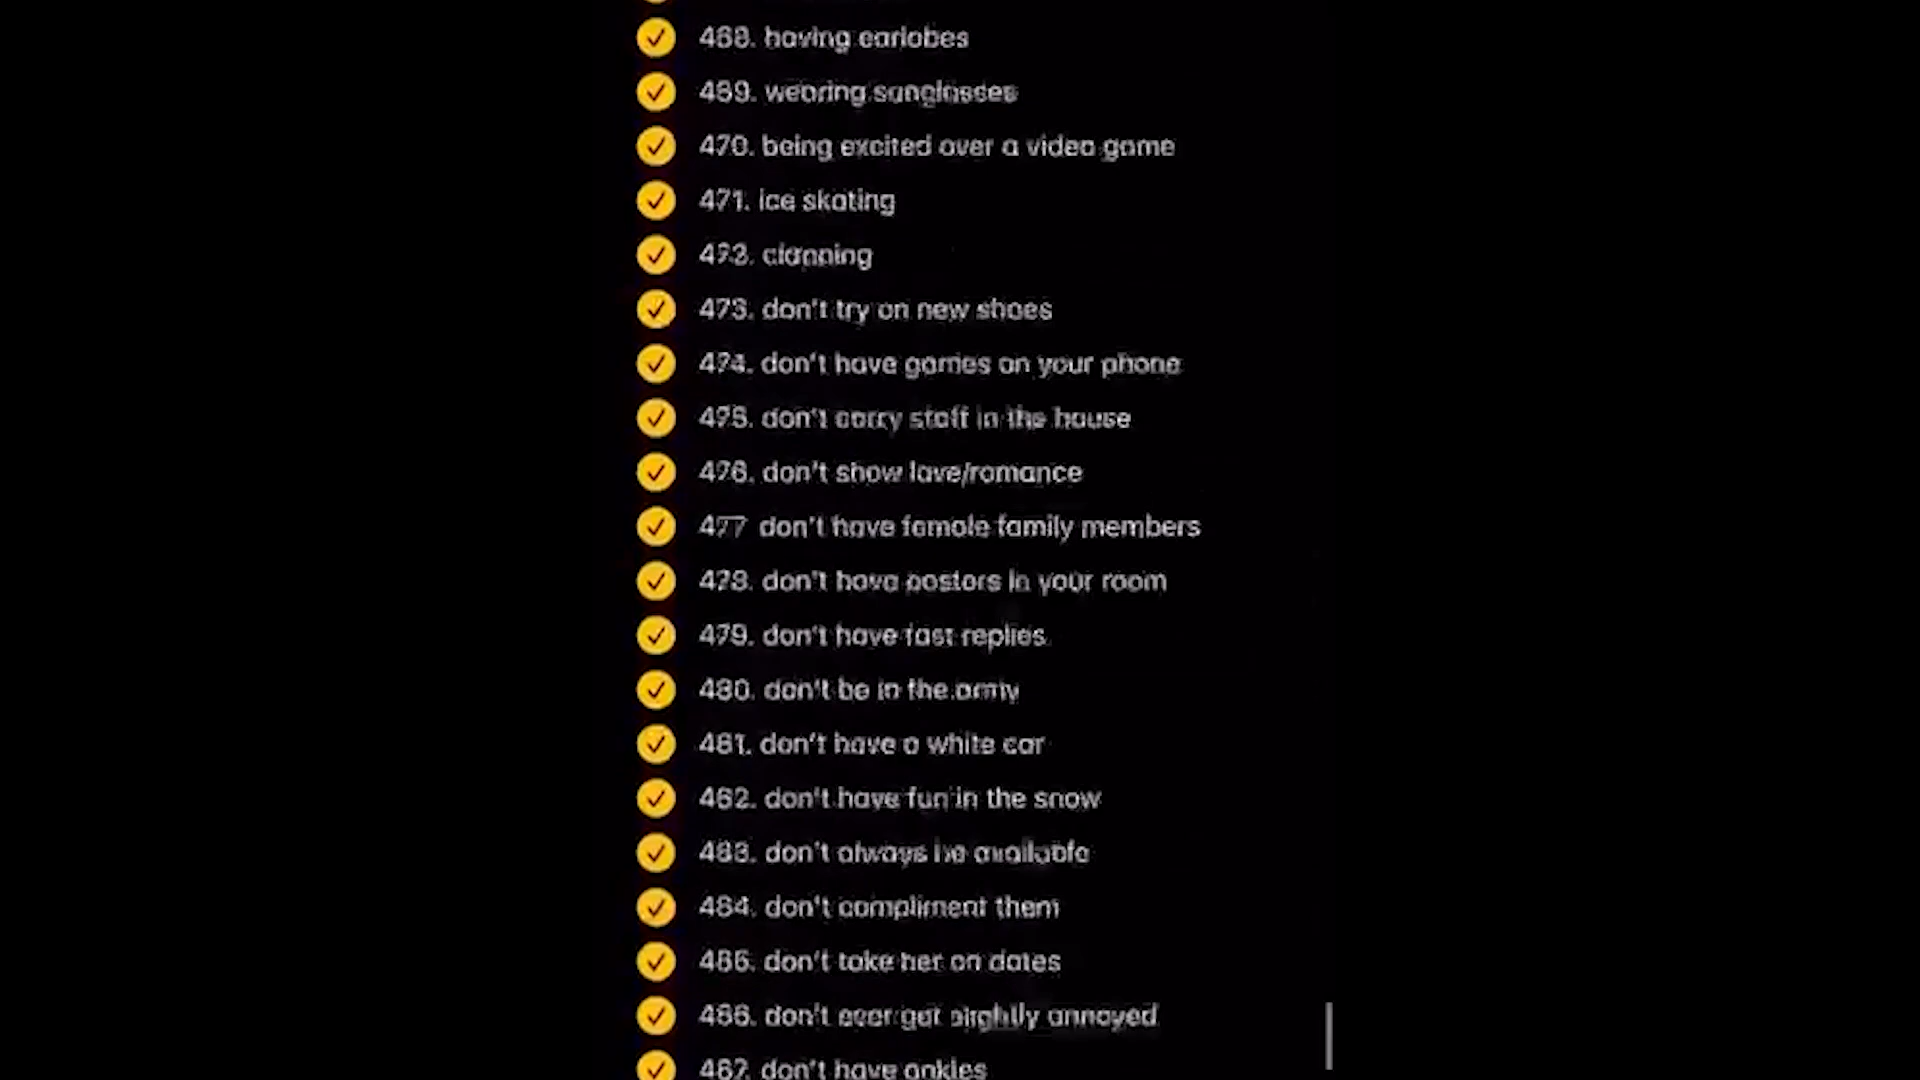 468. having earlobes
469. wearing sunglasses
470. being excited over a video game
471. ice skating
472. clapping
473. don't try on new shoes
474. don't have games on your phone
475. don't carry stuff in the house
476. don't show love/romance
477 don't have female family members
478. don't have posters in your room
479. don't have fast replies
480. don't be in the army
481. don't have a white car
482. don't have fun in the snow
483. don't always be available
484. don't compliment them
485. don't take her on dates
486. don't ever get slightly annoyed
487. don't have ankles